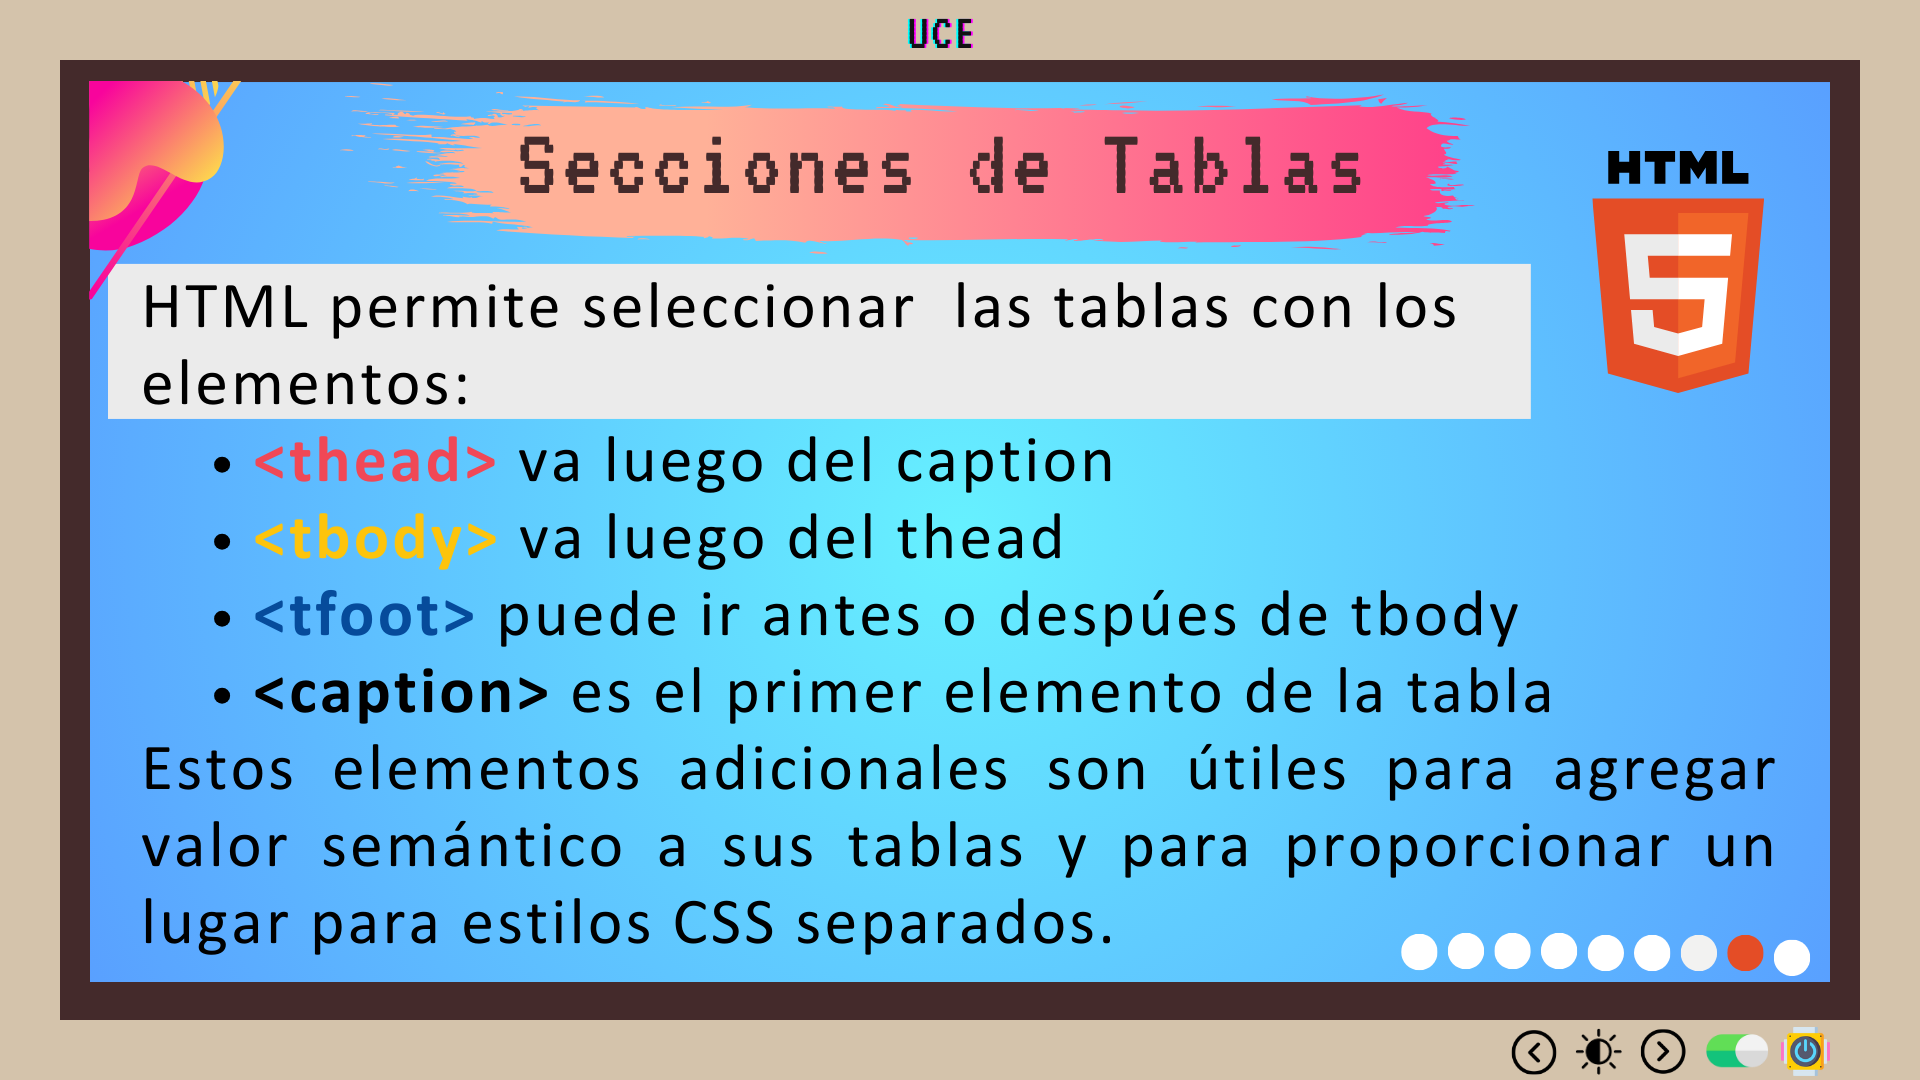 UCE
Secciones de Tablas
HTML
HTML permite seleccionar  las tablas con los
elementos:
• <thead> va luego del caption
• <tbody> va luego del thead
• <tfoot> puede ir antes o despúes de tbody
• <caption> es el primer elemento de la tabla
Estos elementos adicionales son útiles para agregar
valor semántico a sus tablas y para proporcionar un
lugar para estilos CSS separados.